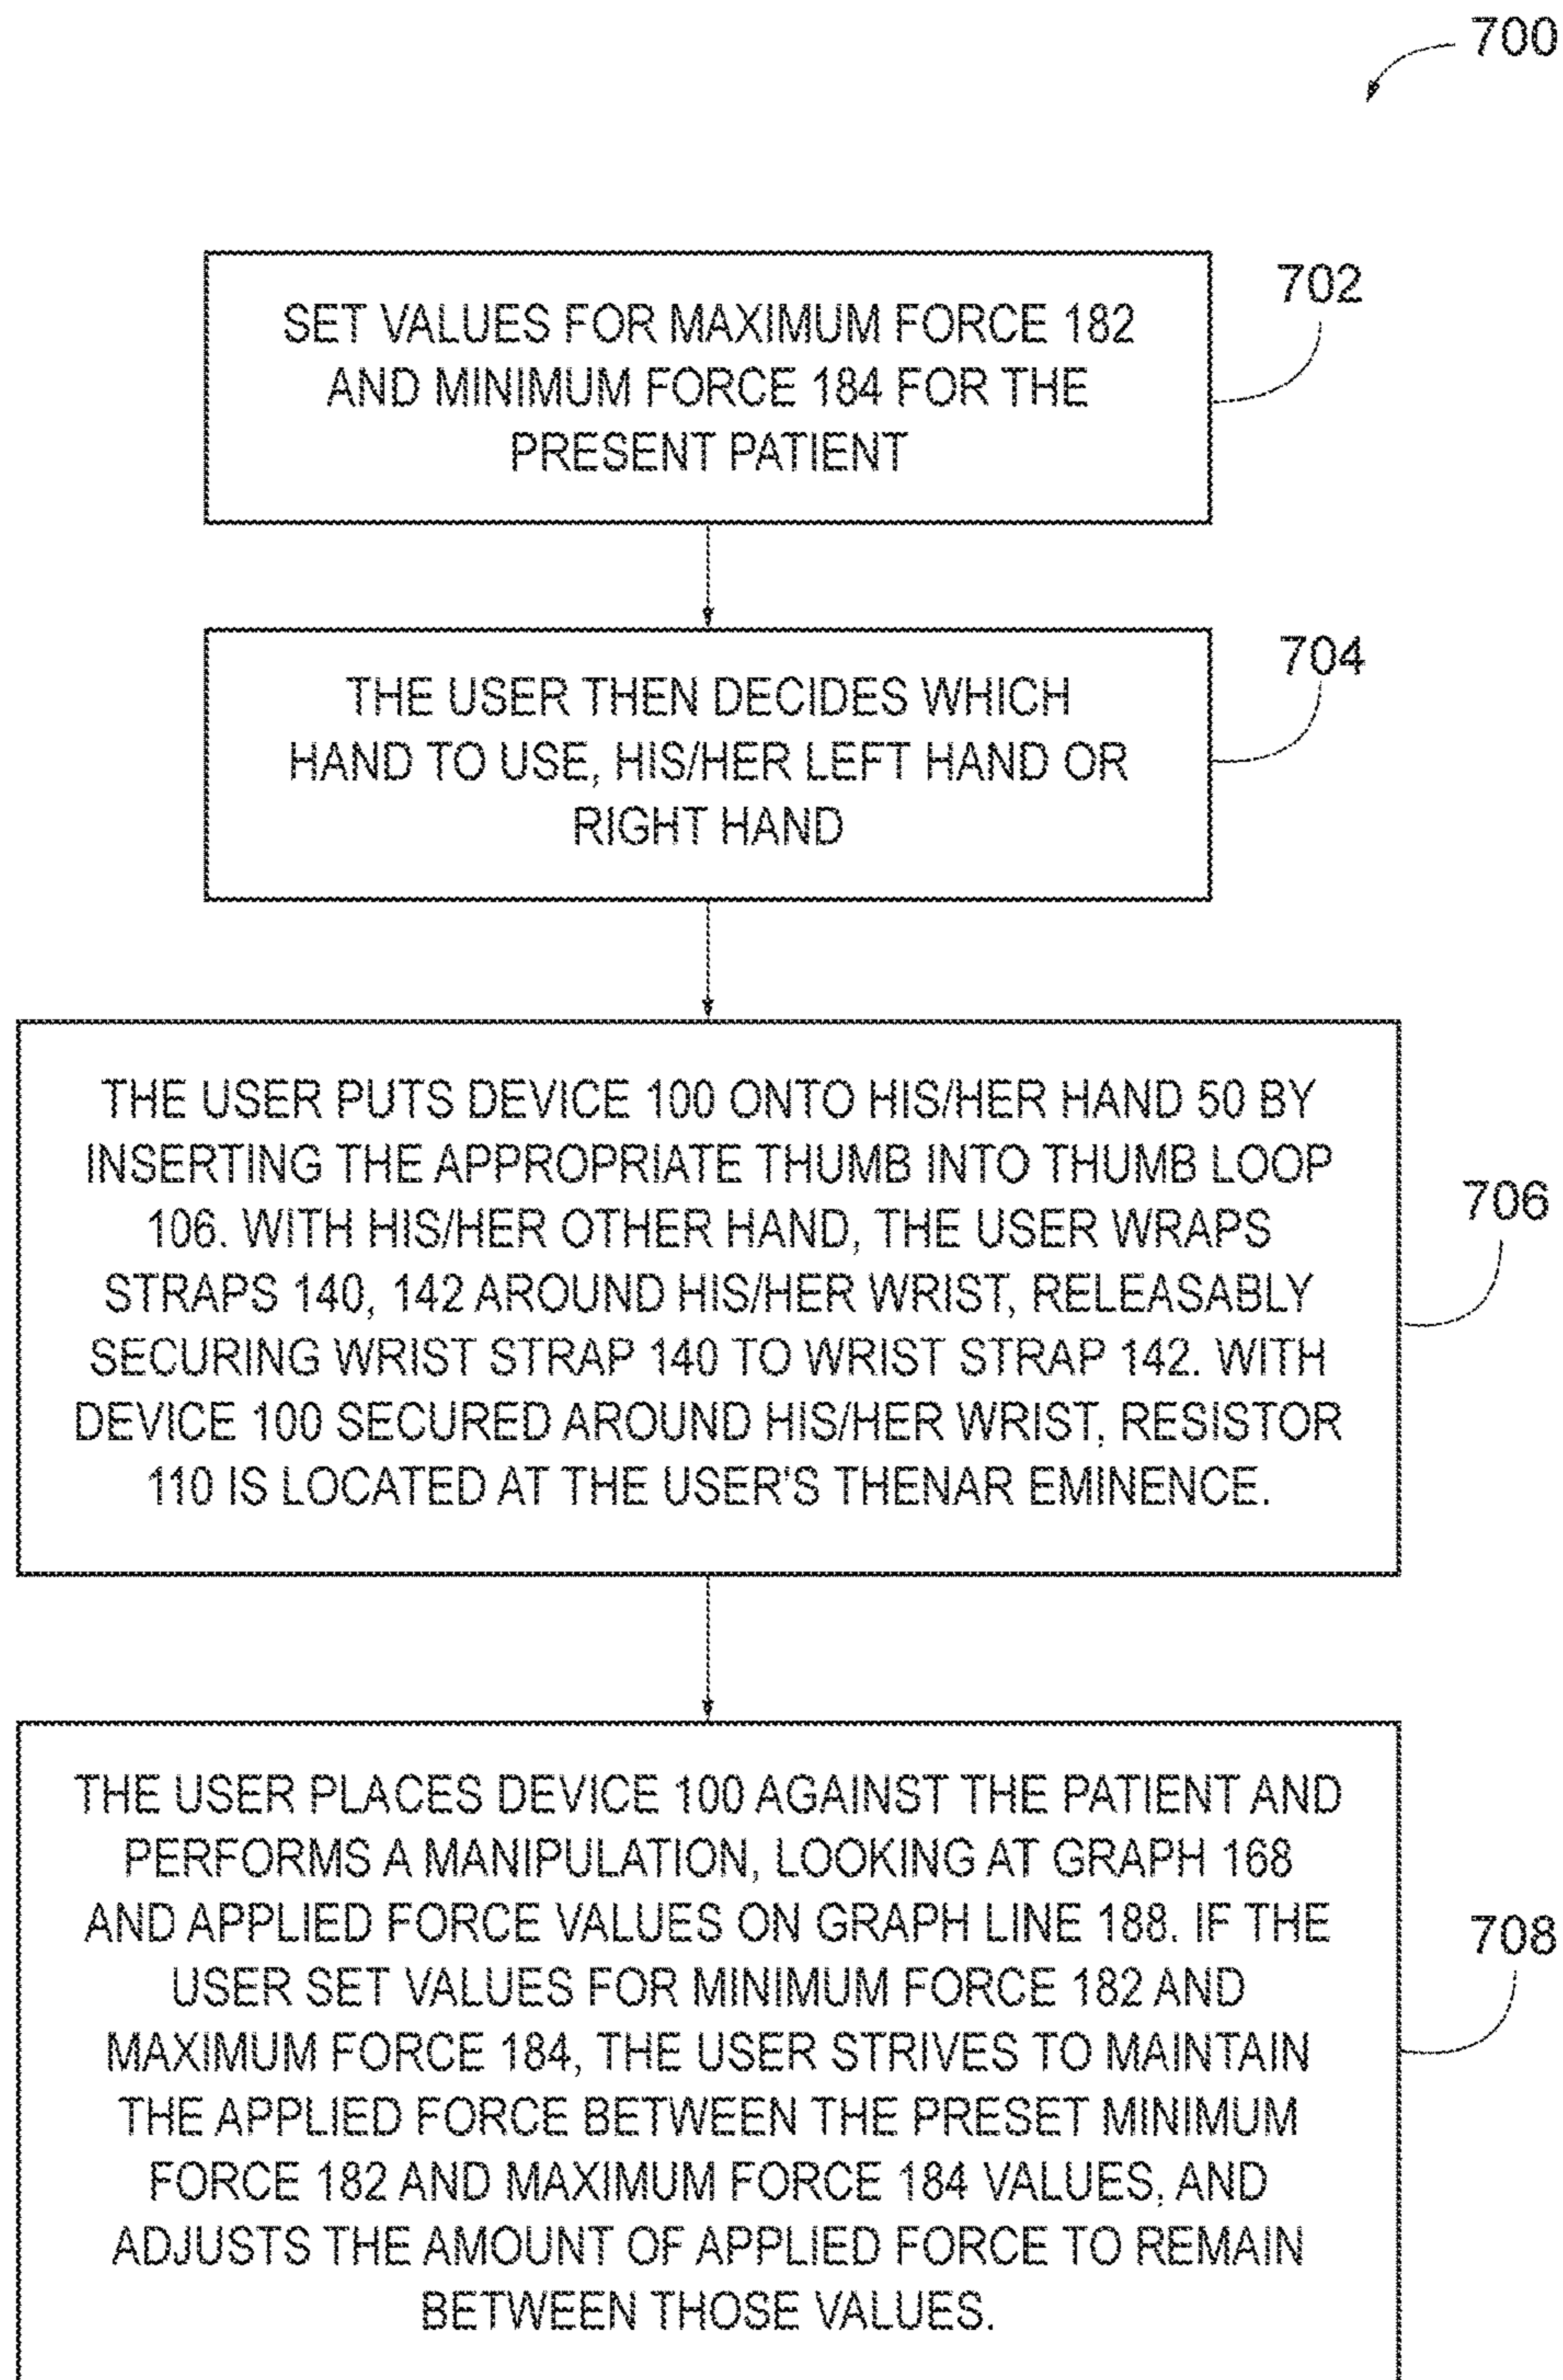 700
702
SET VALUES FOR MAXIMUM FORCE 182
AND MINIMUM FORCE 184 FOR THE
PRESENT PATIENT
704
THE USER THEN DECIDES WHICH
HAND TO USE, HIS/HER LEFT HAND OR
RIGHT HAND
THE USER PUTS DEVICE 100 ONTO HIS/HER HAND 50 BY
INSERTING THE APPROPRIATE THUMB INTO THUMB LOOP
106. WITH HIS/HER OTHER HAND, THE USER WRAPS
STRAPS 140, 142 AROUND HIS/HER WRIST, RELEASABLY
SECURING WRIST STRAP 140 TO WRIST STRAP 142. WITH
DEVICE 100 SECURED AROUND HIS/HER WRIST, RESISTOR
110 IS LOCATED AT THE USER'S THENAR EMINENCE.
706
THE USER PLACES DEVICE 100 AGAINST THE PATIENT AND
PERFORMS A MANIPULATION, LOOKING AT GRAPH 168
AND APPLIED FORCE VALUES ON GRAPH LINE 188. IF THE
USER SET VALUES FOR MINIMUM FORCE 182 AND
MAXIMUM FORCE 184, THE USER STRIVES TO MAINTAIN
THE APPLIED FORCE BETWEEN THE PRESET MINIMUM
FORCE 182 AND MAXIMUM FORCE 184 VALUES, AND
ADJUSTS THE AMOUNT OF APPLIED FORCE TO REMAIN
BETWEEN THOSE VALUES.
708